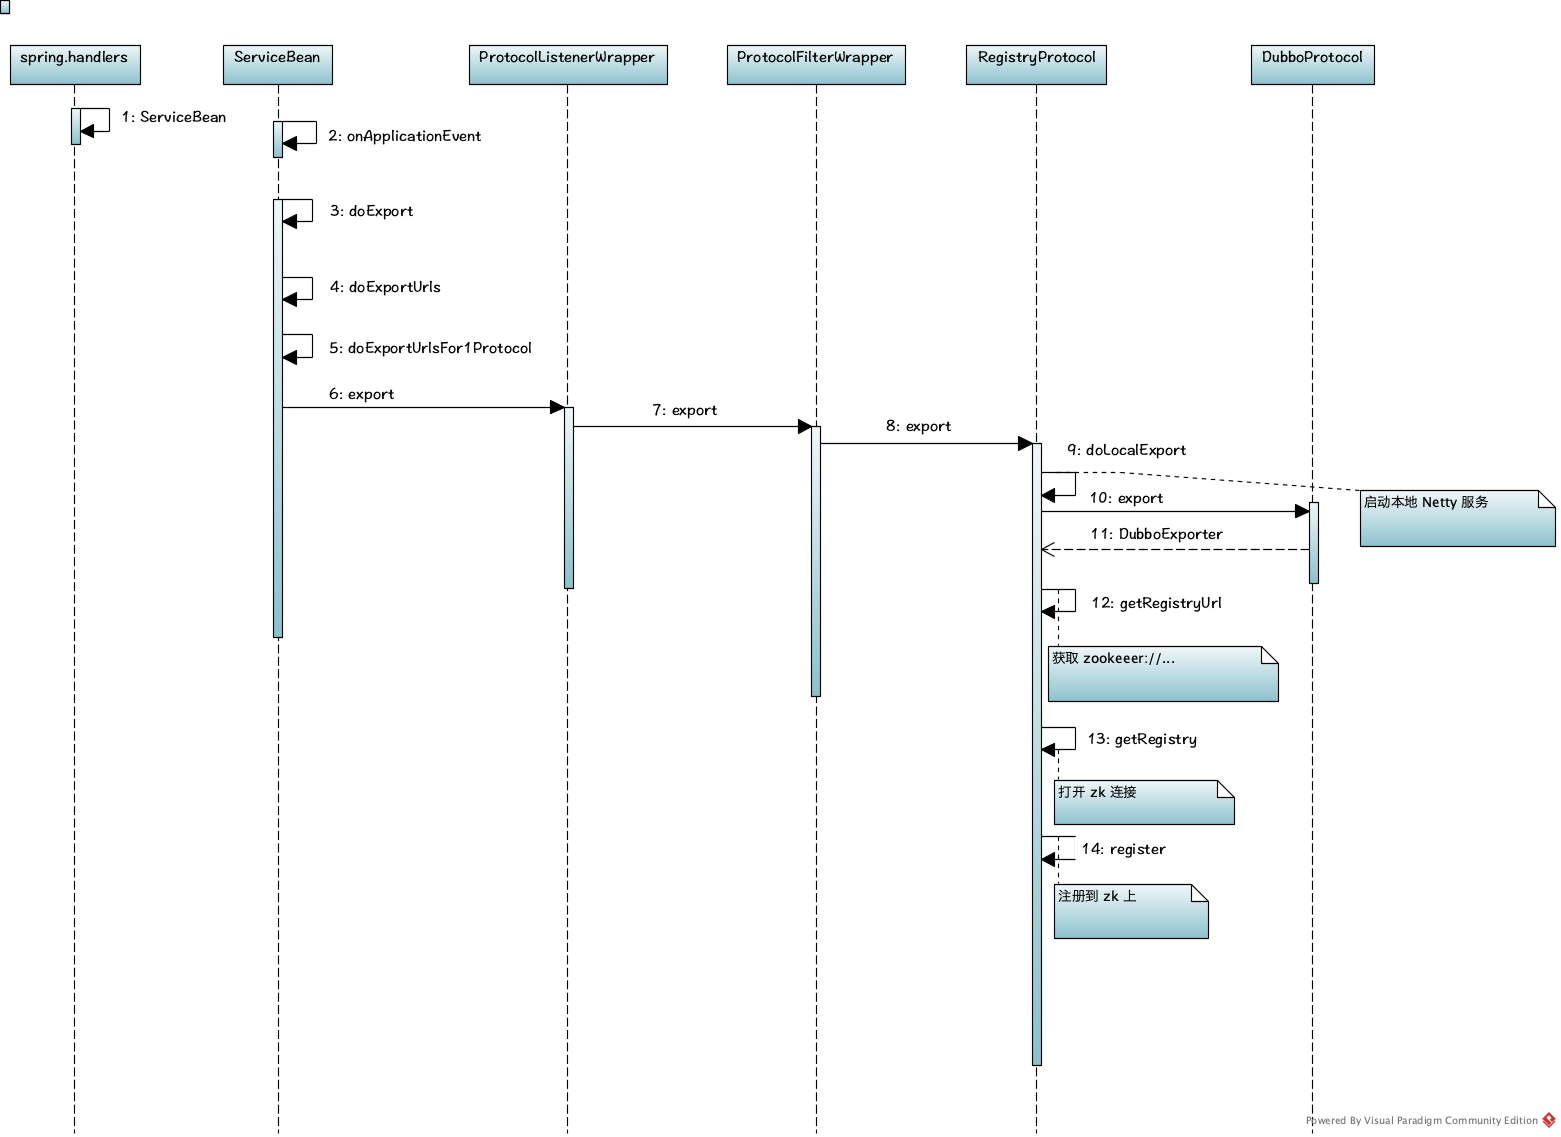 spring.handlers
ServiceBean
ProtocolListenerWrapper
ProtocolFilterWrapper
RegistryProtocol
DubboProtocol
1: ServiceBean
2: onApplicationEvent
3: doExport
4: doExportUrls
5: doExportUrlsFor1Protocol
6: export
7: export
8: export
9: doLocalExport
10: export
启动本地 Netty 服务
11: DubboExporter
12: getRegistryUrl
获取 zookeeer://...
13: getRegistry
打开 zk 连接
14: register
注册到 zk 上
Powered By Visual Paradigm Community Edition